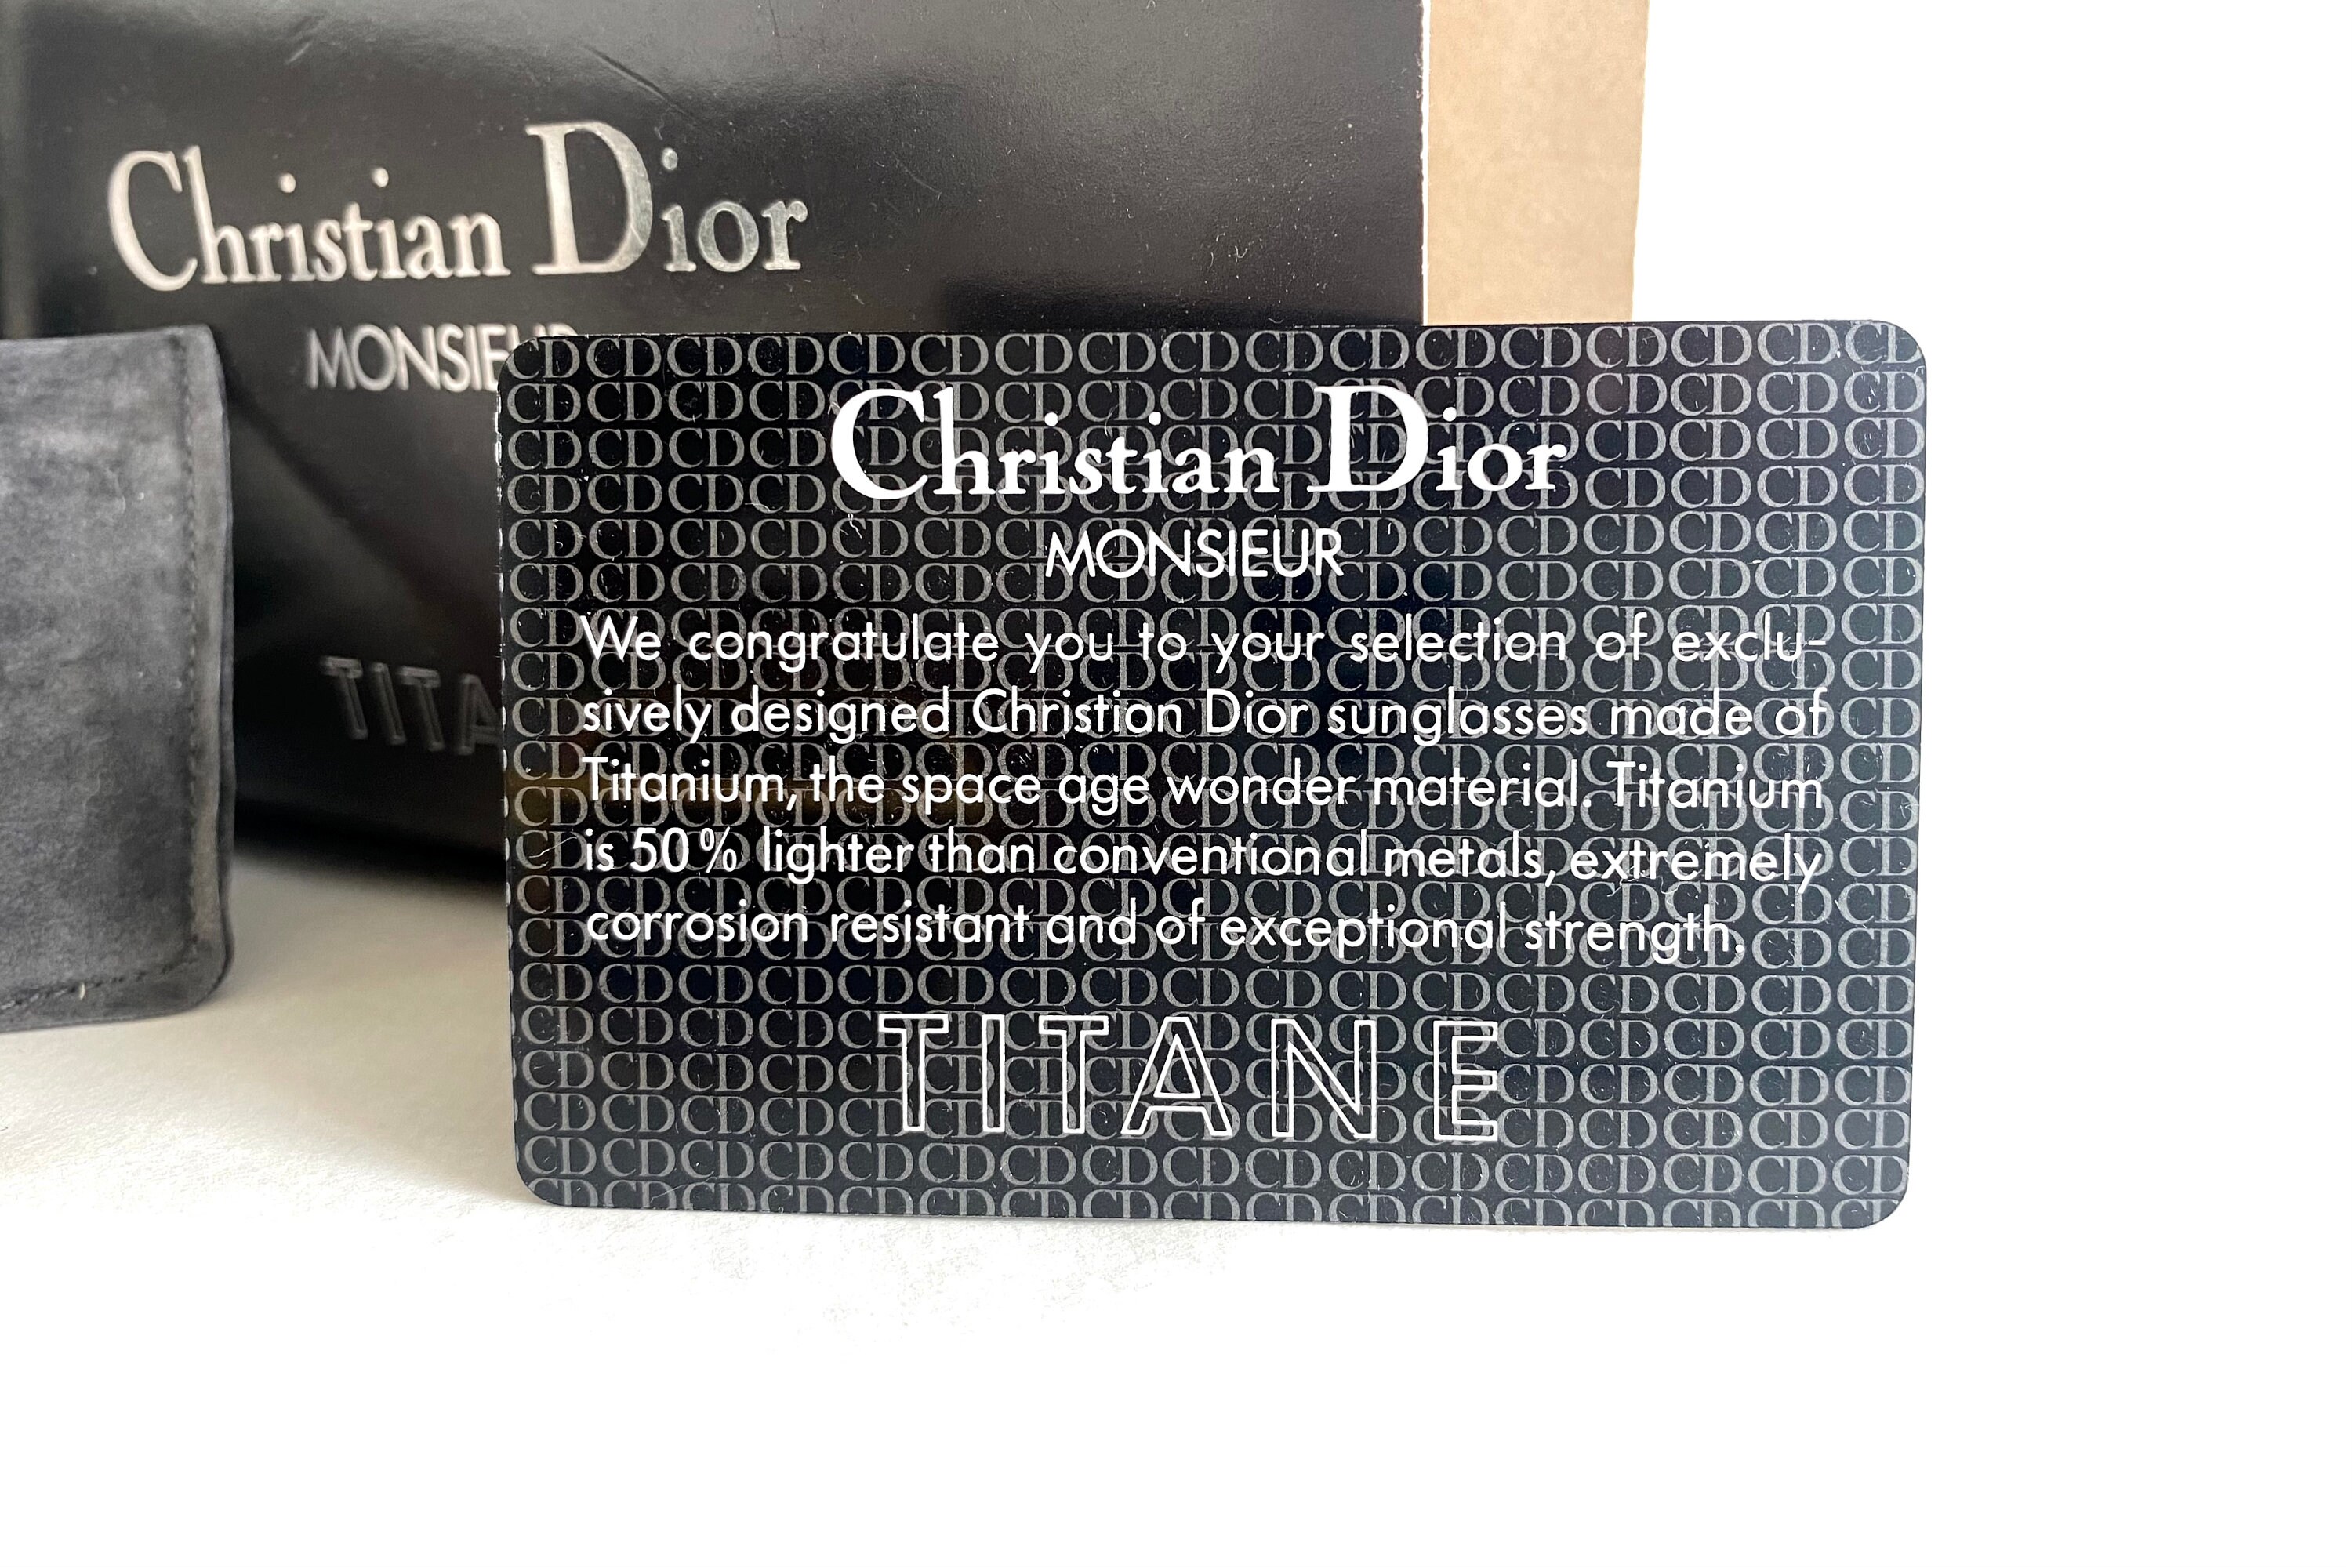 Christian Dior
MONSIEUR
TITA
Christian Dior
MONSIEUR
We congratulate you to your selection of exclu-
sively designed Christian Dior sunglasses made of
Titanium, the space age wonder material. Titanium
is 50% lighter than conventional metals, extremely
corrosion resistant and of exceptional strength.
TITANE